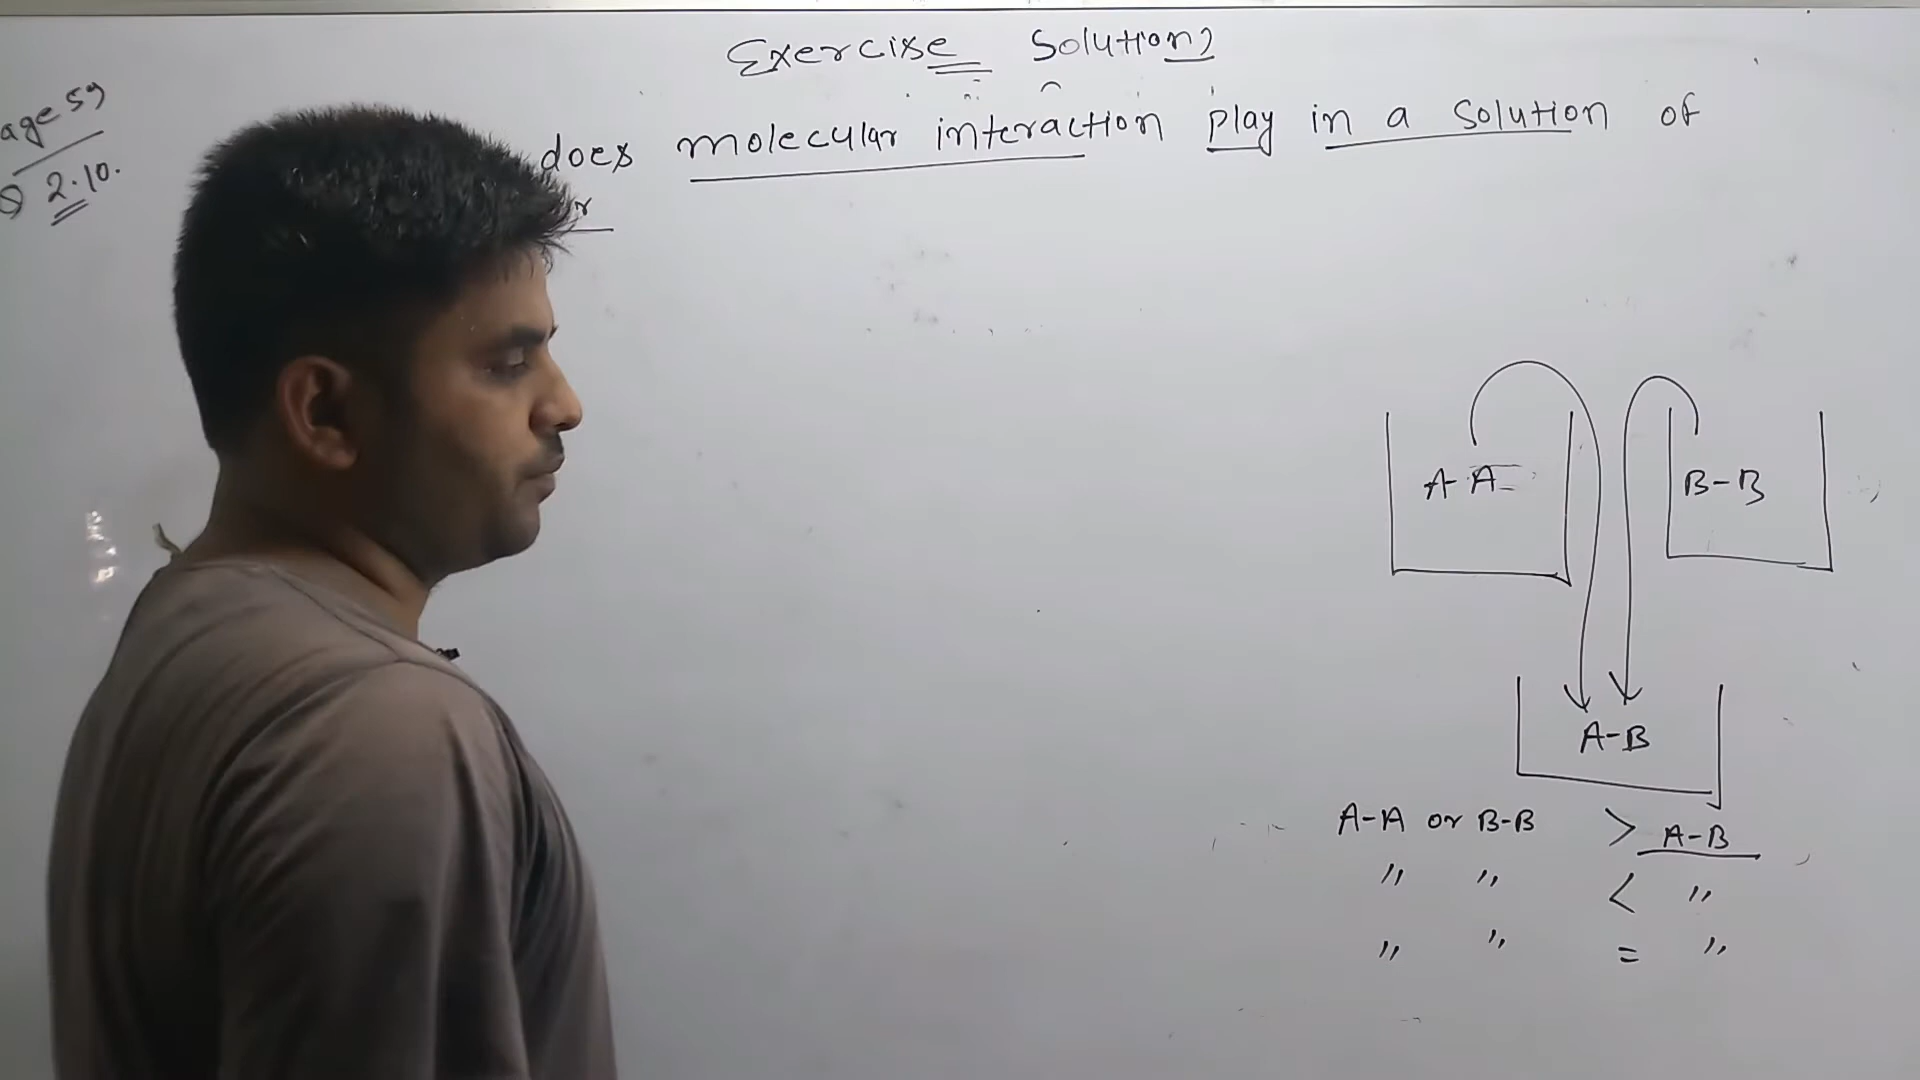 Exercise Solution?
age 59
Q 2.10.
does molecular interaction play in a solution of
r
A-A
B-B
A-B
A-A or B-B > A-B
" " < "
" " = "